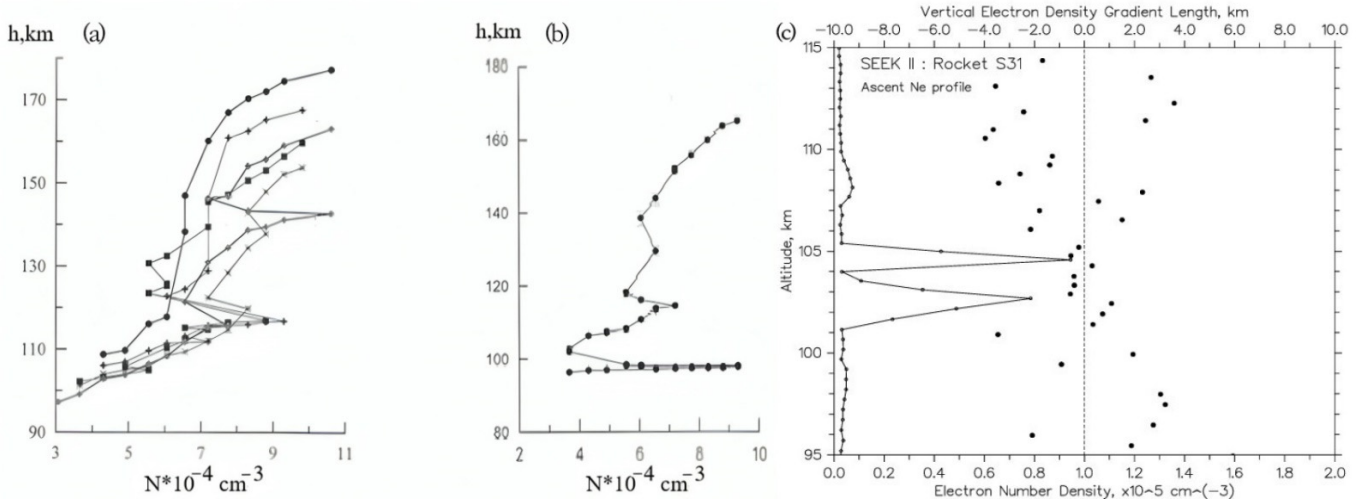 h,km (a)
170
150
130
110
90
3 5 7 9 11
N*10^-4 cm^-3
h,km (b)
180
160
140
120
100
80
2 4 6 8 10
N*10^-4 cm^-3
(c)
Vertical Electron Density Gradient Length, km
-10.0 -8.0 -6.0 -4.0 -2.0 0.0 2.0 4.0 6.0 8.0 10.0
SEEK II : Rocket S31
Ascent Ne profile
Altitude, km
115
110
105
100
95
0.0 0.2 0.4 0.6 0.8 1.0 1.2 1.4 1.6 1.8 2.0
Electron Number Density, x10^5 cm^(-3)